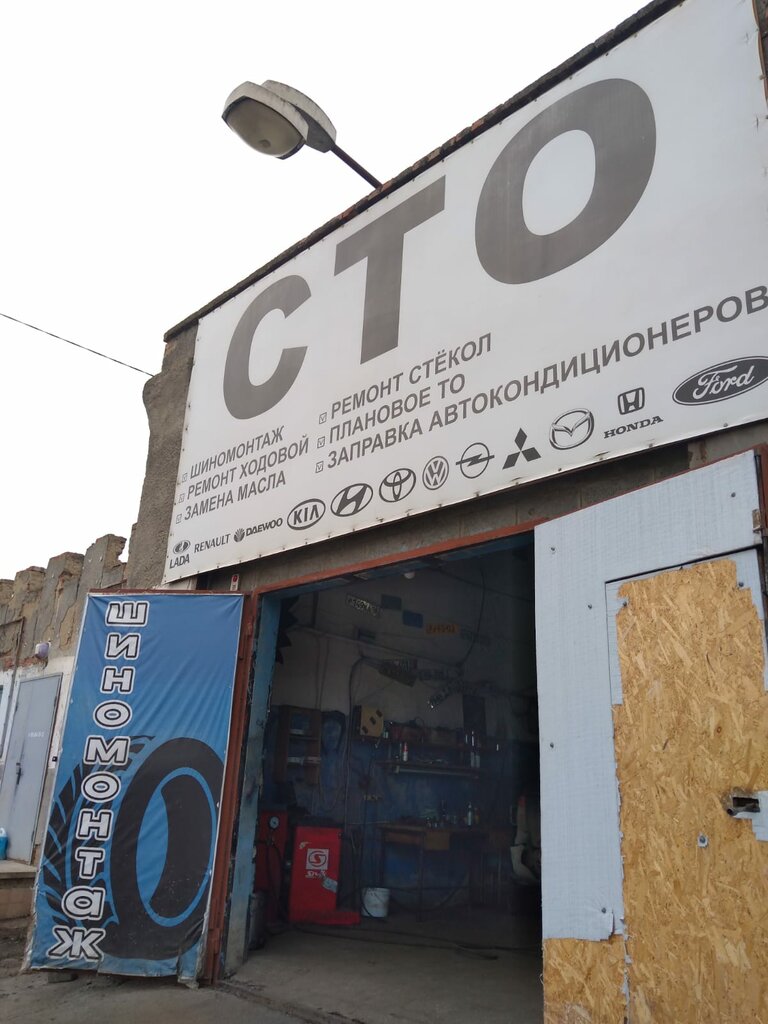 СТО
ШИНОМОНТАЖ
РЕМОНТ ХОДОВОЙ
ЗАМЕНА МАСЛА
РЕМОНТ СТЁКОЛ
ПЛАНОВОЕ ТО
ЗАПРАВКА АВТОКОНДИЦИОНЕРОВ
LADA
RENAULT
DAEWOO
KIA
HONDA
Ford
ШИНОМОНТАЖ